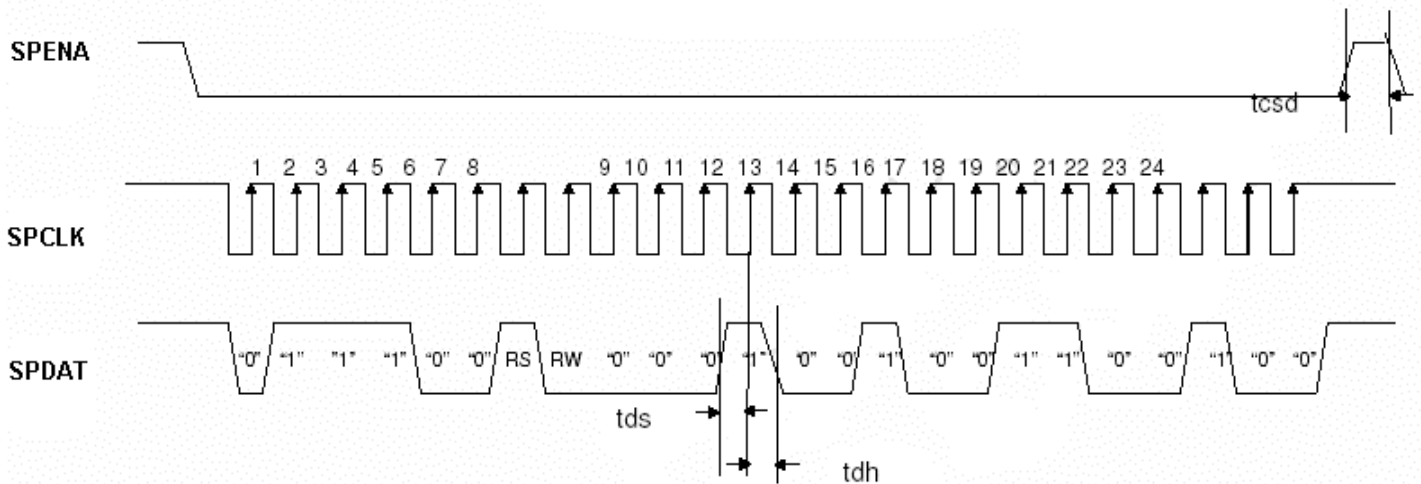 SPENA
tcsd
1 2 3 4 5 6 7 8 9 10 11 12 13 14 15 16 17 18 19 20 21 22 23 24
SPCLK
SPDAT
"0" "1" "1" "1" "0" "0" RS RW "0" "0" "0" "1" "0" "0" "1" "0" "0" "1" "1" "0" "0" "1" "0" "0"
tds
tdh